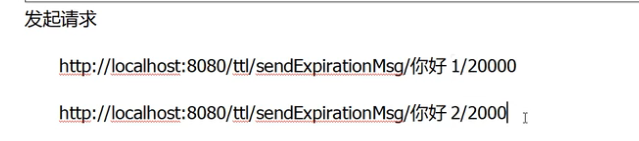 发起请求
http://localhost:8080/ttl/sendExpirationMsg/你好 1/20000
http://localhost:8080/ttl/sendExpirationMsg/你好 2/2000